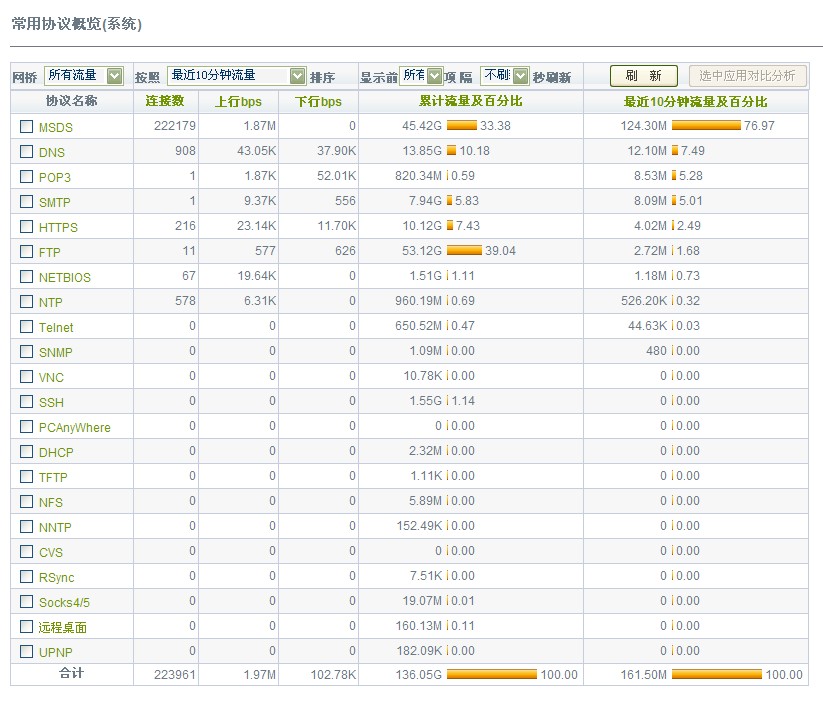 常用协议概览(系统)
网桥 所有流量 按照 最近10分钟流量 排序 显示前 所有 项 隔 不刷 秒刷新 刷 新 选中应用对比分析
协议名称 连接数 上行bps 下行bps 累计流量及百分比 最近10分钟流量及百分比
MSDS 222179 1.87M 0 45.42G 33.38 124.30M 76.97
DNS 908 43.05K 37.90K 13.85G 10.18 12.10M 7.49
POP3 1 1.87K 52.01K 820.34M 0.59 8.53M 5.28
SMTP 1 9.37K 556 7.94G 5.83 8.09M 5.01
HTTPS 216 23.14K 11.70K 10.12G 7.43 4.02M 2.49
FTP 11 577 626 53.12G 39.04 2.72M 1.68
NETBIOS 67 19.64K 0 1.51G 1.11 1.18M 0.73
NTP 578 6.31K 0 960.19M 0.69 526.20K 0.32
Telnet 0 0 0 650.52M 0.47 44.63K 0.03
SNMP 0 0 0 1.09M 0.00 480 0.00
VNC 0 0 0 10.78K 0.00 0 0.00
SSH 0 0 0 1.55G 1.14 0 0.00
PCAnyWhere 0 0 0 0 0.00 0 0.00
DHCP 0 0 0 2.32M 0.00 0 0.00
TFTP 0 0 0 1.11K 0.00 0 0.00
NFS 0 0 0 5.89M 0.00 0 0.00
NNTP 0 0 0 152.49K 0.00 0 0.00
CVS 0 0 0 0 0.00 0 0.00
RSync 0 0 0 7.51K 0.00 0 0.00
Socks4/5 0 0 0 19.07M 0.01 0 0.00
远程桌面 0 0 0 160.13M 0.11 0 0.00
UPNP 0 0 0 182.09K 0.00 0 0.00
合计 223961 1.97M 102.78K 136.05G 100.00 161.50M 100.00